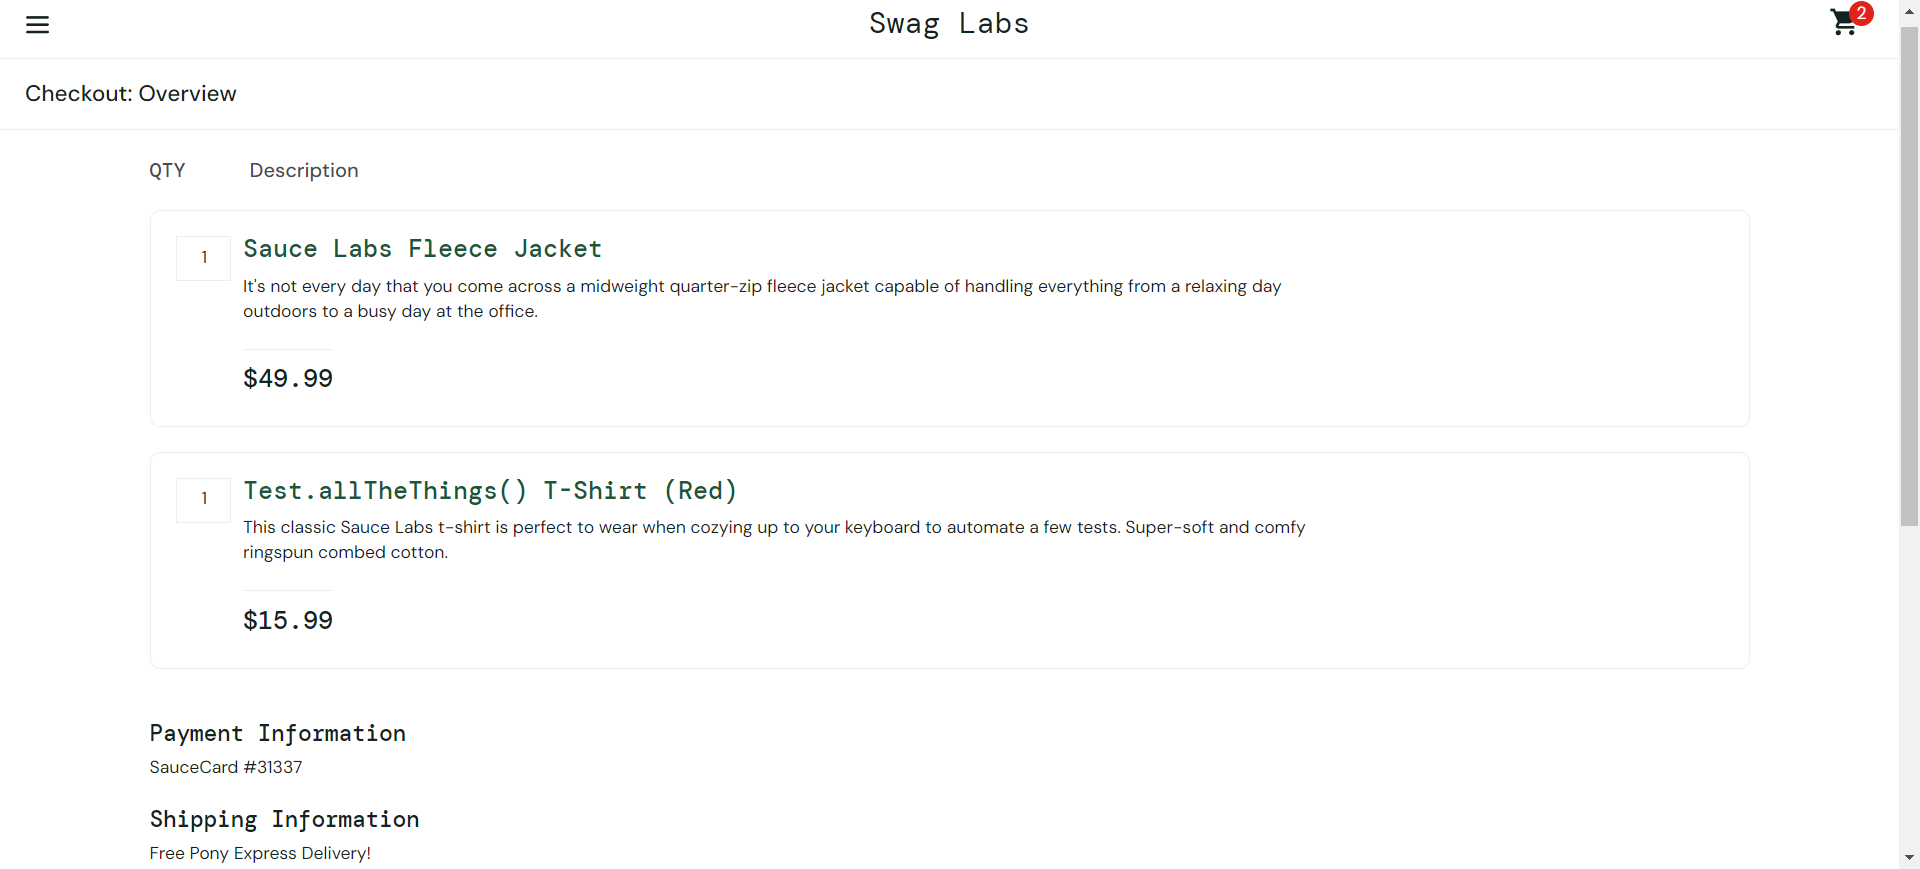 Swag Labs
2
Checkout: Overview
QTY Description
1
Sauce Labs Fleece Jacket
It's not every day that you come across a midweight quarter-zip fleece jacket capable of handling everything from a relaxing day
outdoors to a busy day at the office.
$49.99
1
Test.allTheThings() T-Shirt (Red)
This classic Sauce Labs t-shirt is perfect to wear when cozying up to your keyboard to automate a few tests. Super-soft and comfy
ringspun combed cotton.
$15.99
Payment Information
SauceCard #31337
Shipping Information
Free Pony Express Delivery!